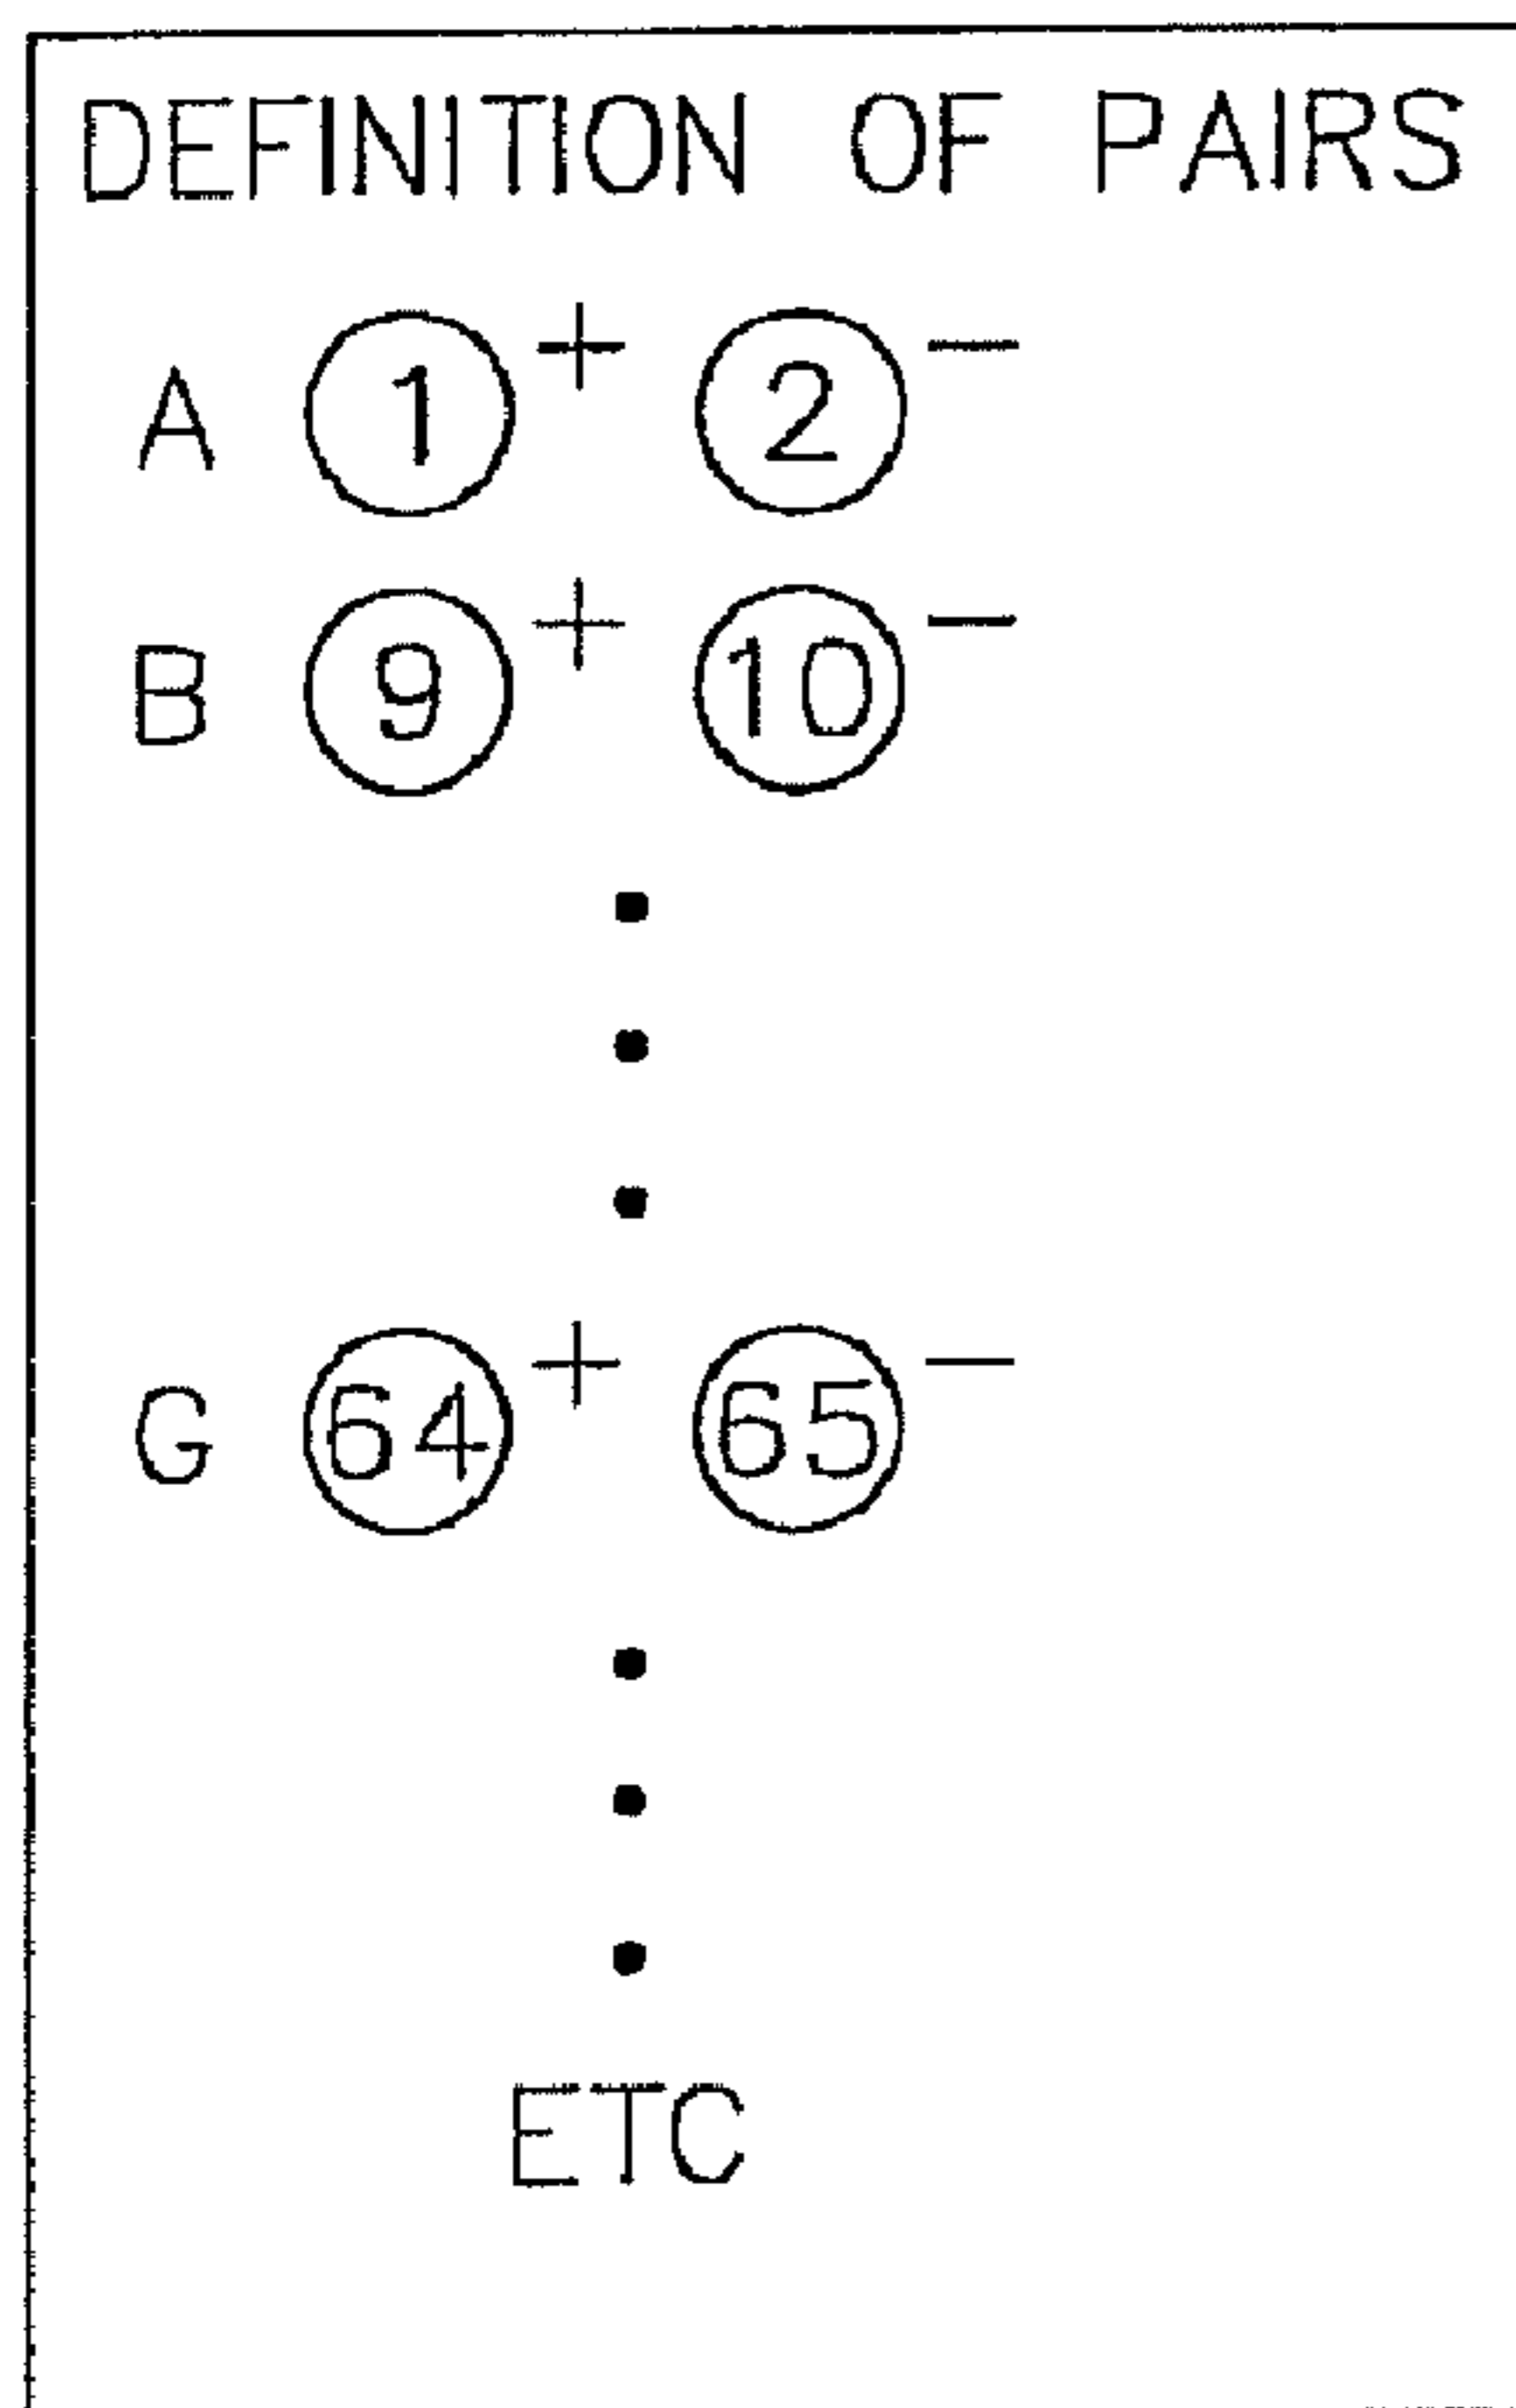 DEFINITION OF PAIRS
A 1 + 2 −
B 9 + 10 −
G 64 + 65 −
ETC